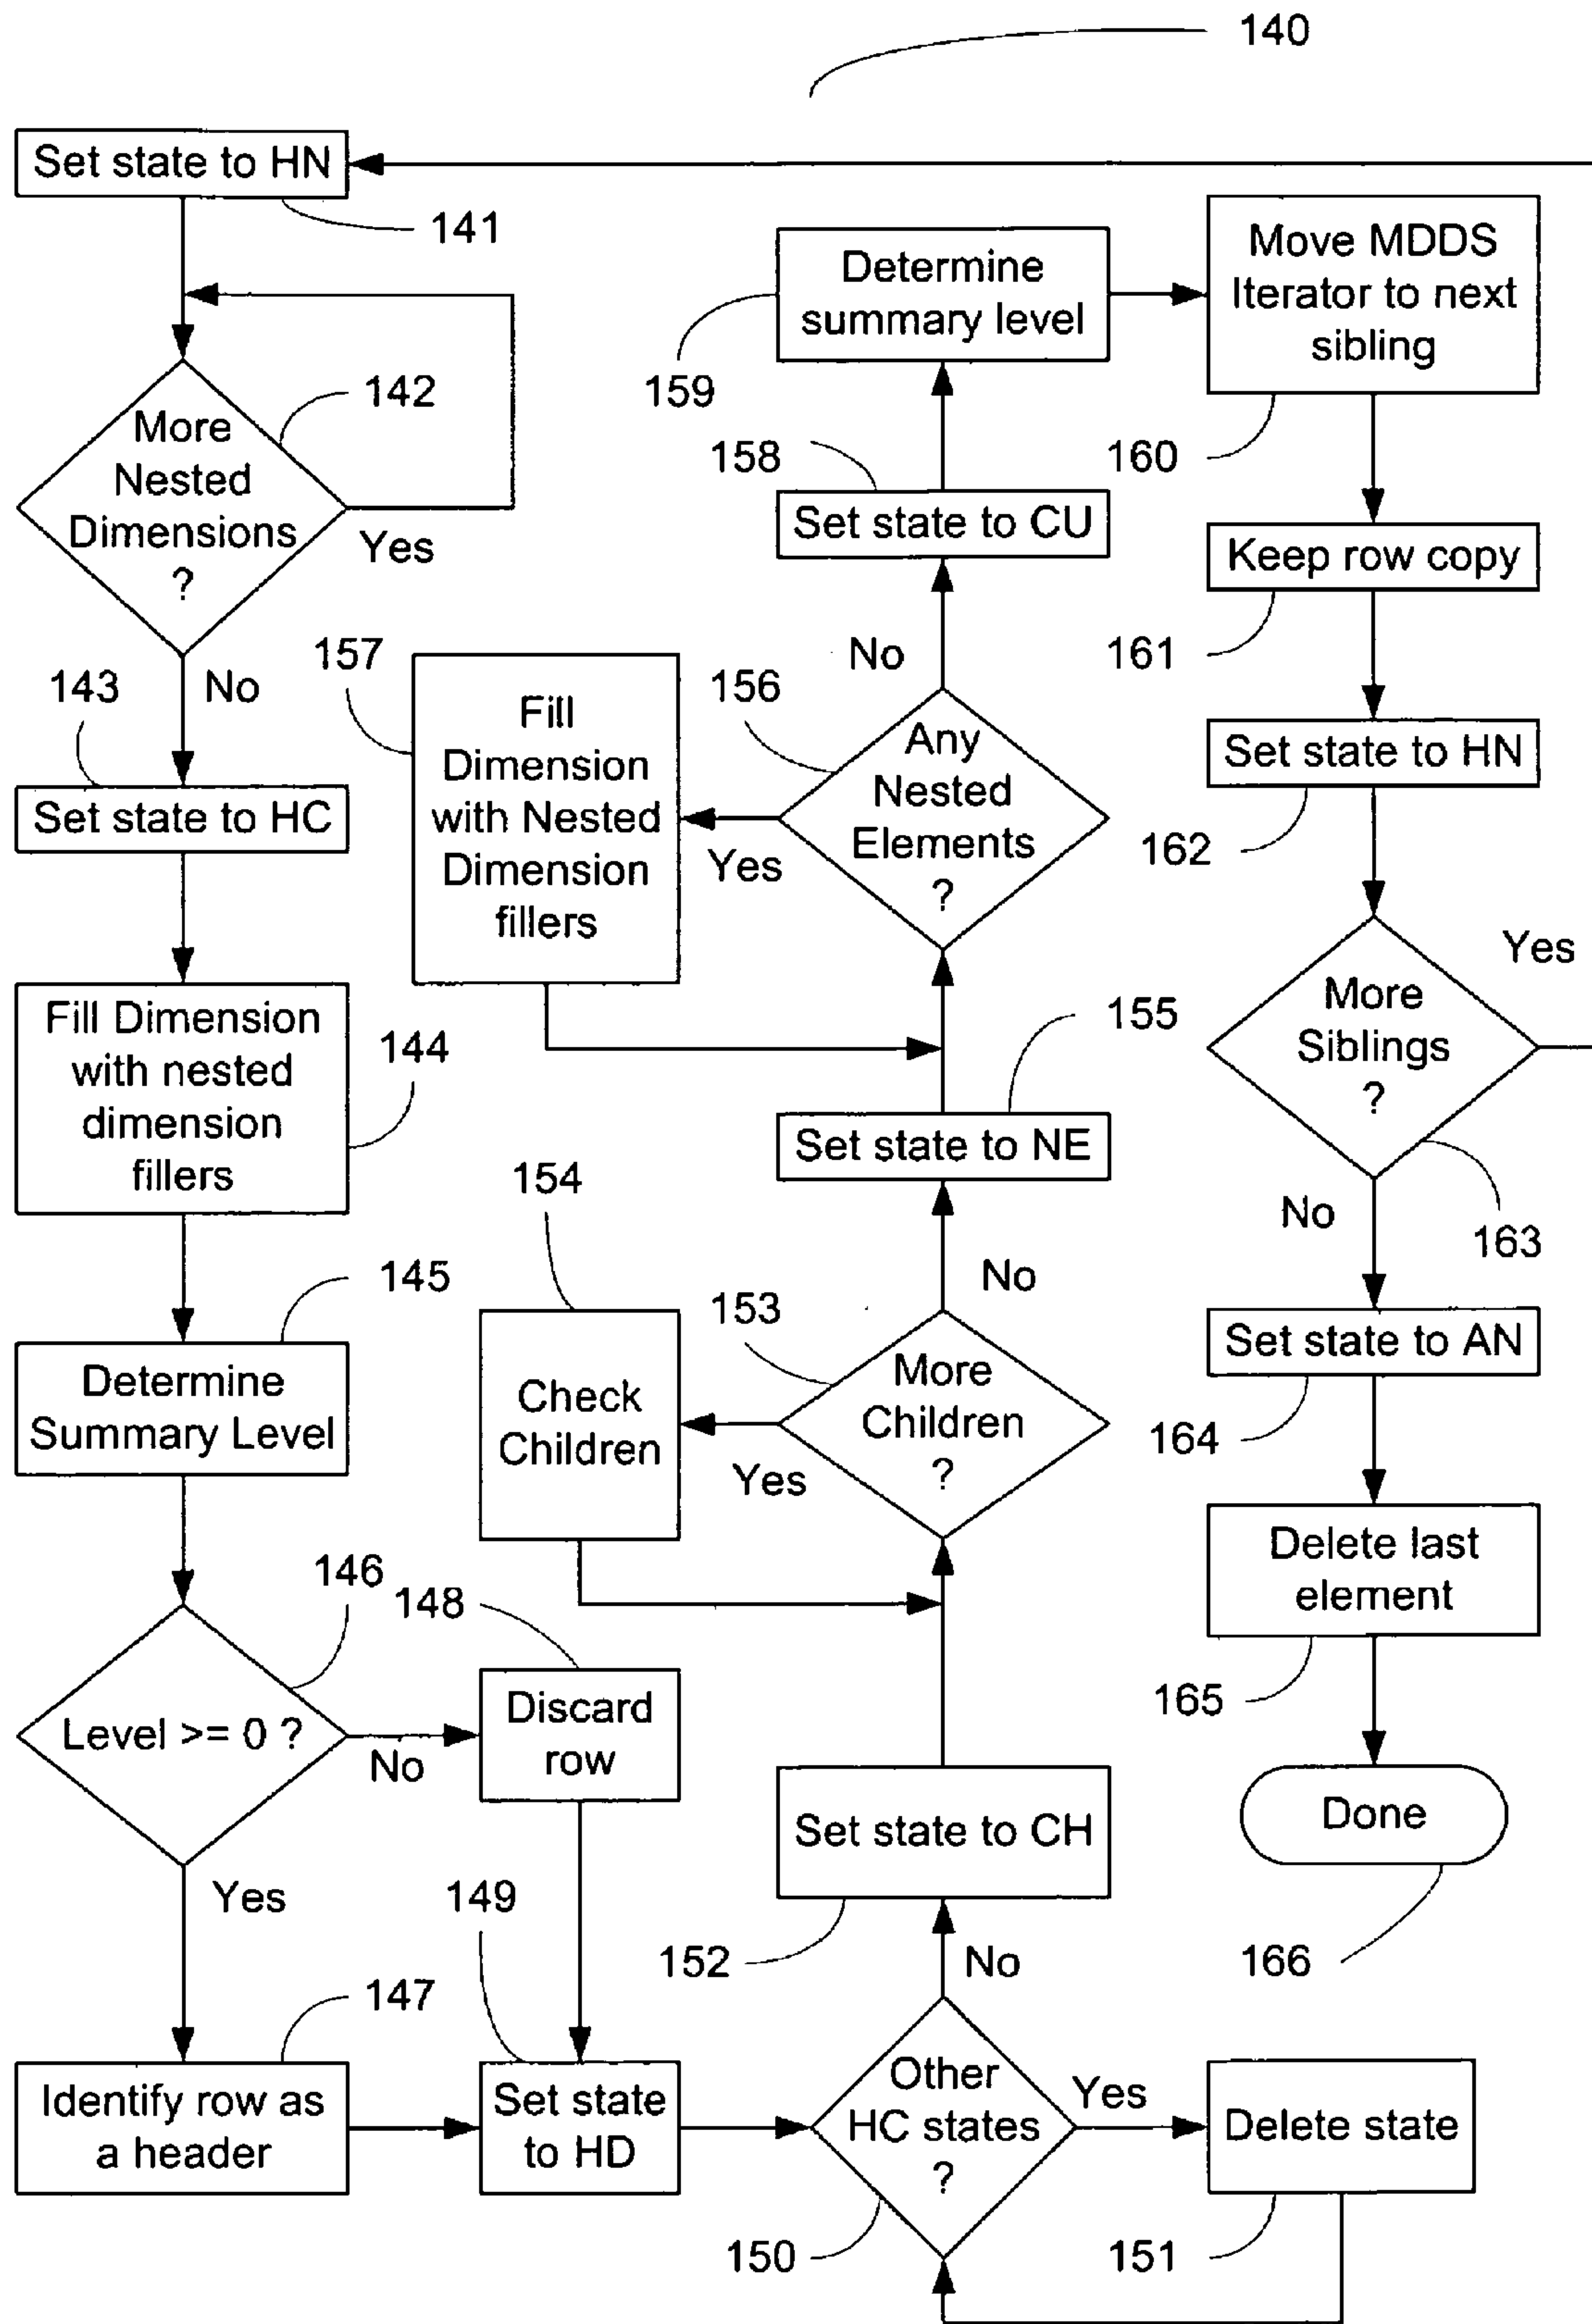 140
Set state to HN
141
More
Nested
Dimensions
?
142
Yes
No
143
Set state to HC
Fill Dimension
with nested
dimension
fillers
144
145
Determine
Summary Level
146
Level >= 0 ?
No
Yes
147
Identify row as
a header
148
Discard
row
149
Set state
to HD
Other
HC states
?
150
Yes
Delete state
151
No
152
Set state to CH
153
More
Children
?
Yes
154
Check
Children
No
155
Set state to NE
156
Any
Nested
Elements
?
Yes
157
Fill
Dimension
with Nested
Dimension
fillers
No
158
Set state to CU
159
Determine
summary level
Move MDDS
Iterator to next
sibling
160
Keep row copy
161
Set state to HN
162
More
Siblings
?
Yes
163
No
Set state to AN
164
Delete last
element
165
Done
166